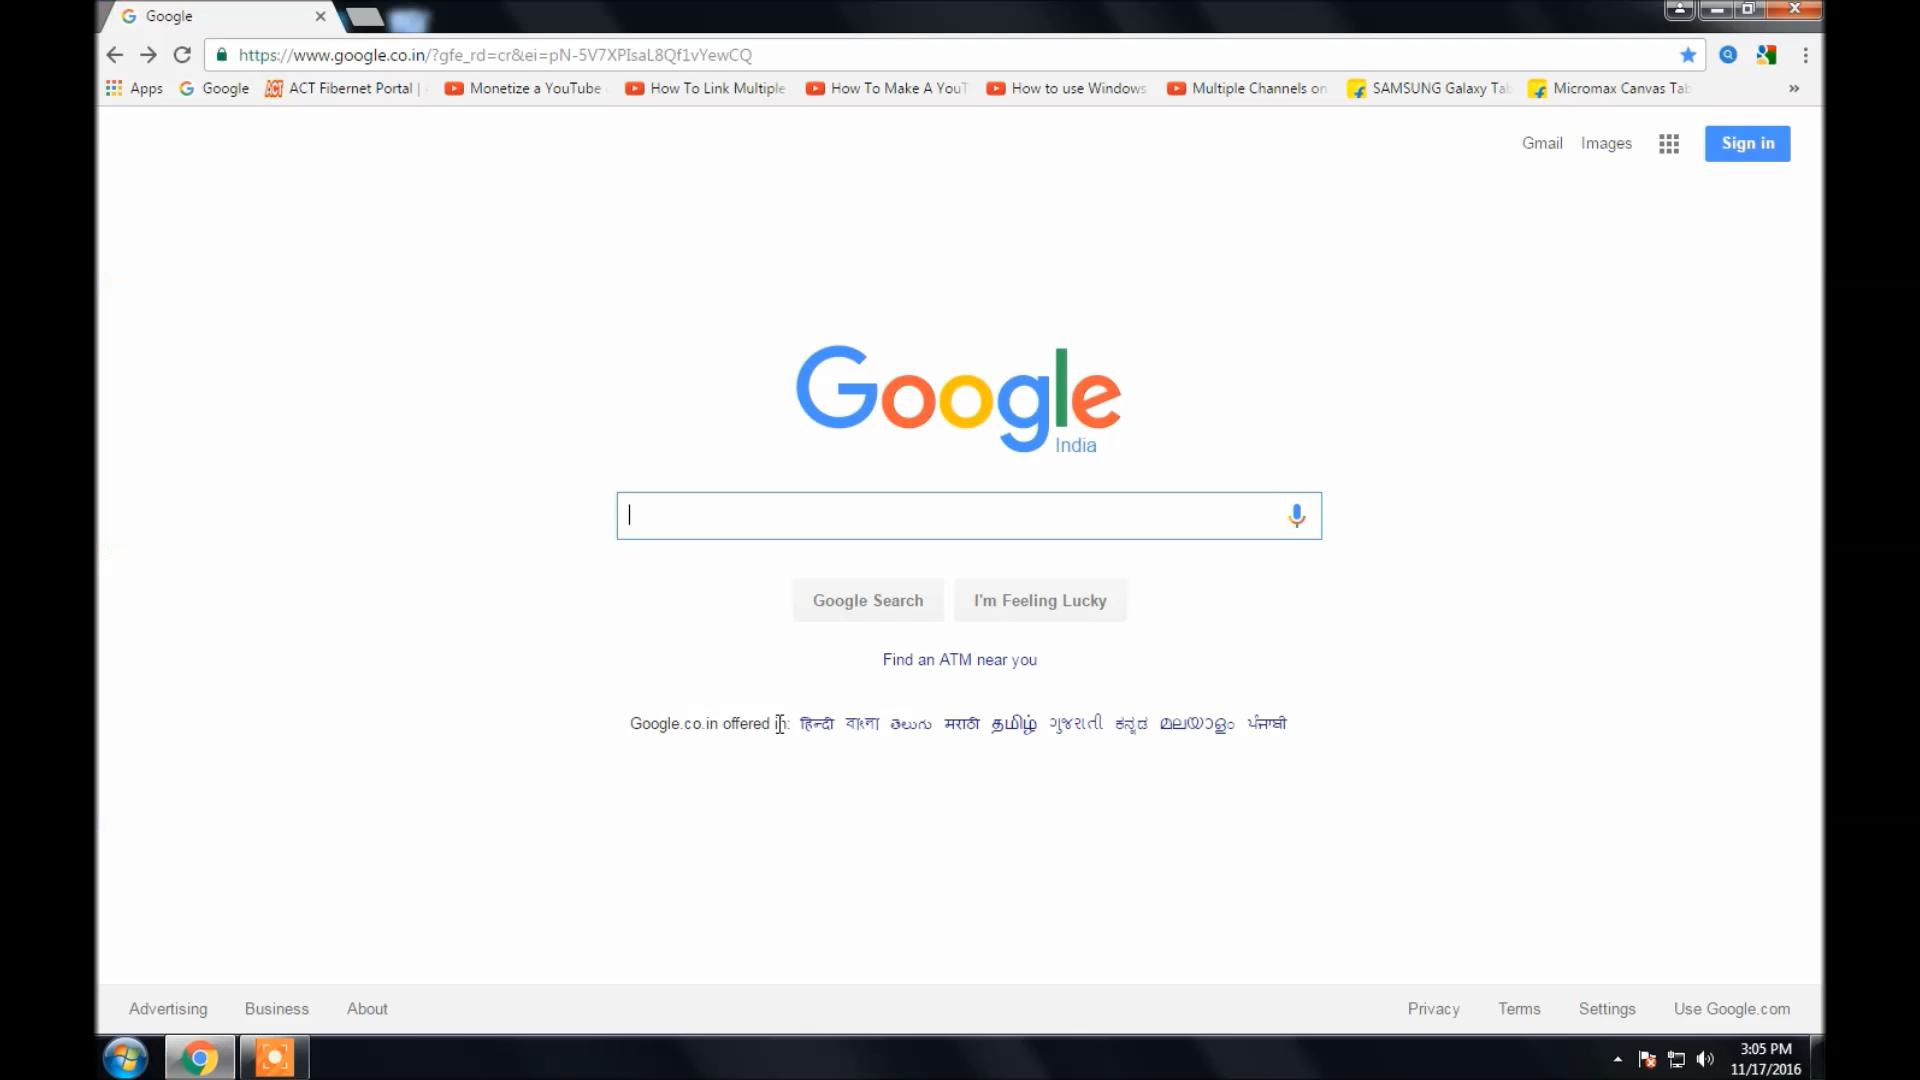 Google
https://www.google.co.in/?gfe_rd=cr&ei=pN-5V7XPIsaL8Qf1vYewCQ
Apps Google ACT Fibernet Portal | Monetize a YouTube How To Link Multiple How To Make A YouT How to use Windows Multiple Channels on SAMSUNG Galaxy Tab Micromax Canvas Tab »
Gmail Images Sign in
Google
India
Google Search I'm Feeling Lucky
Find an ATM near you
Google.co.in offered in: हिन्दी বাংলা తెలుగు मराठी தமிழ் ગુજરાતી ಕನ್ನಡ മലയാളം ਪੰਜਾਬੀ
Advertising Business About Privacy Terms Settings Use Google.com
3:05 PM
11/17/2016